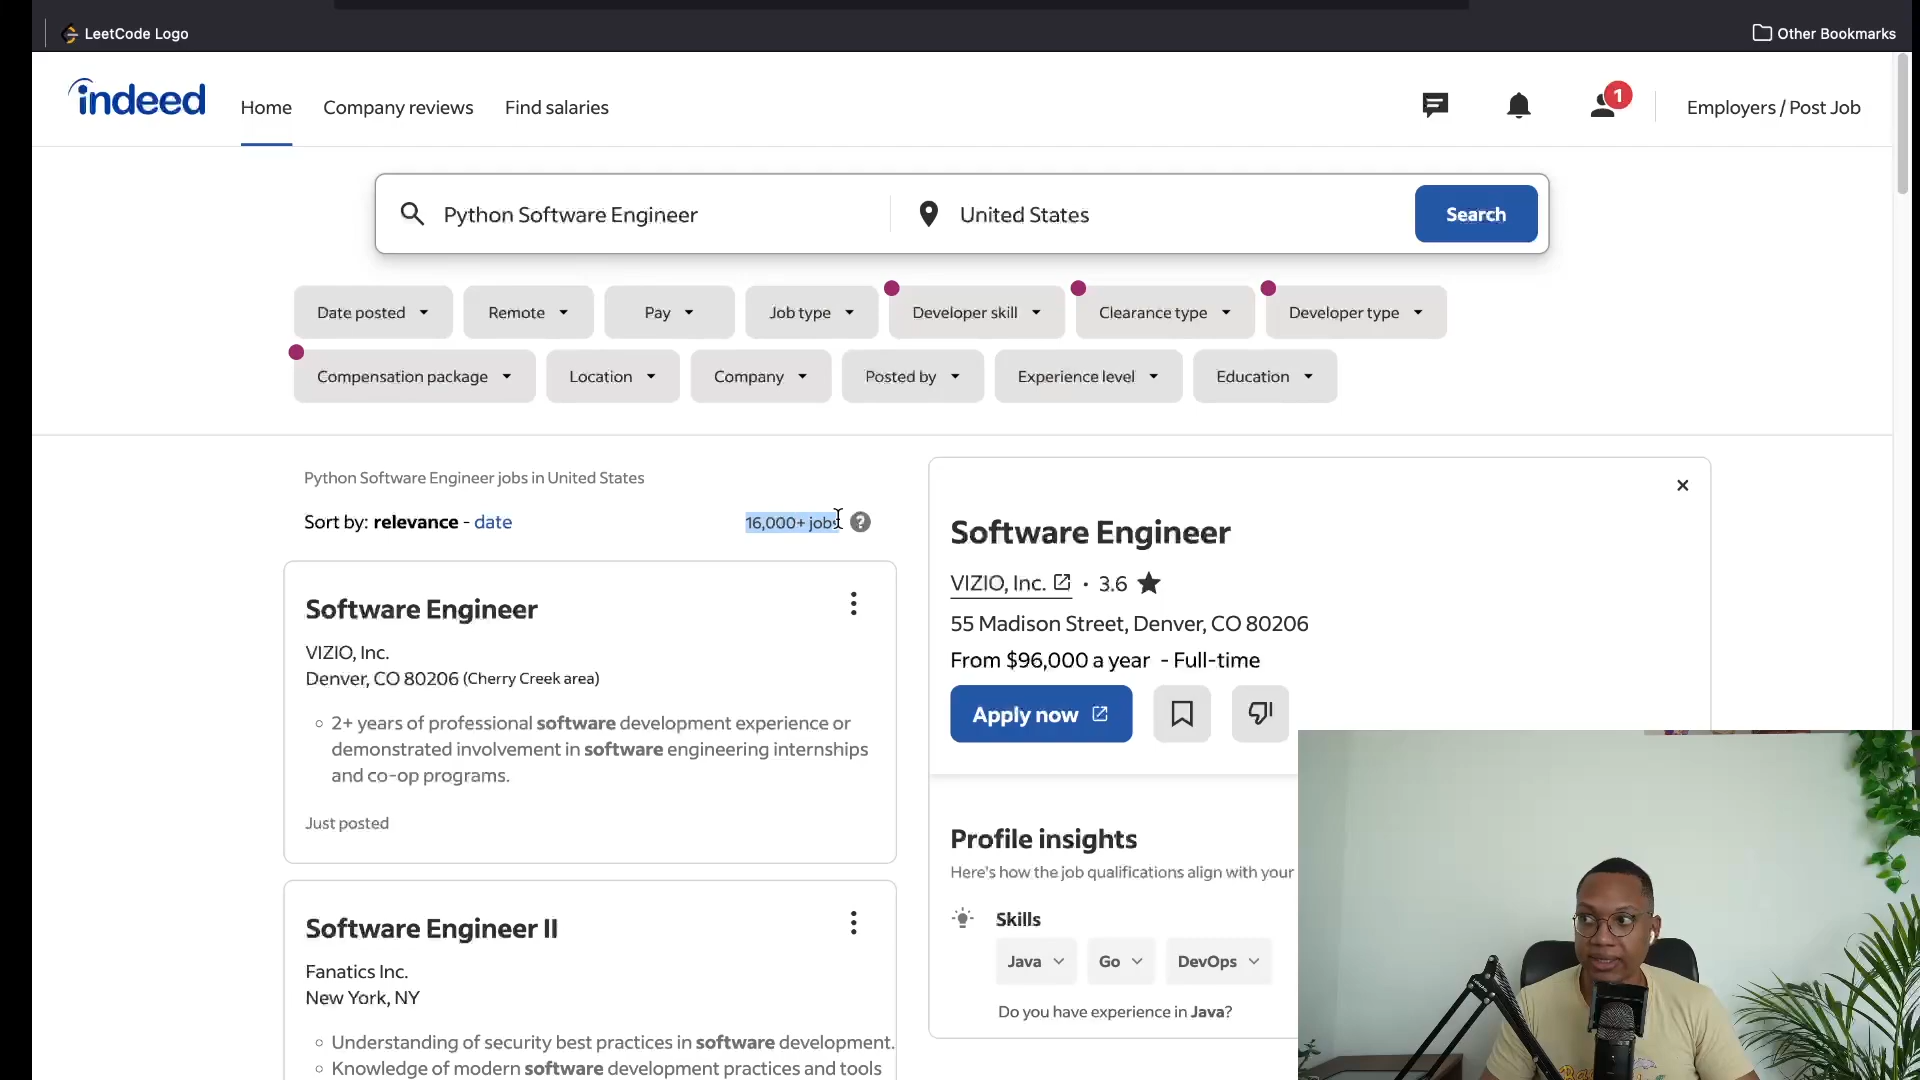 LeetCode Logo
Other Bookmarks
indeed
Home
Company reviews
Find salaries
1
Employers / Post Job
Python Software Engineer
United States
Search
Date posted
Remote
Pay
Job type
Developer skill
Clearance type
Developer type
Compensation package
Location
Company
Posted by
Experience level
Education
Python Software Engineer jobs in United States
Sort by: relevance - date
16,000+ jobs
?
Software Engineer
VIZIO, Inc.
Denver, CO 80206 (Cherry Creek area)
2+ years of professional software development experience or
demonstrated involvement in software engineering internships
and co-op programs.
Just posted
Software Engineer II
Fanatics Inc.
New York, NY
Understanding of security best practices in software development.
Knowledge of modern software development practices and tools
Software Engineer
VIZIO, Inc. · 3.6
55 Madison Street, Denver, CO 80206
From $96,000 a year - Full-time
Apply now
Profile insights
Here's how the job qualifications align with your
Skills
Java
Go
DevOps
Do you have experience in Java?